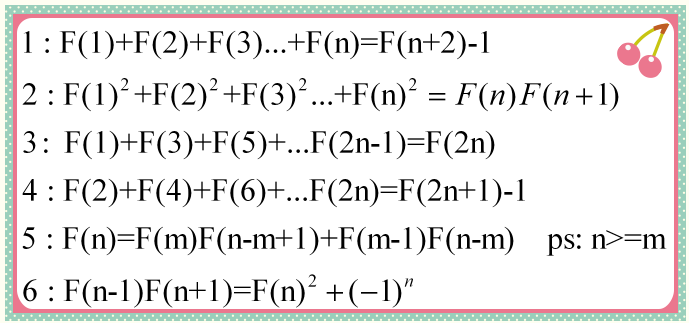 1 : F(1)+F(2)+F(3)...+F(n)=F(n+2)-1
2 : F(1)²+F(2)²+F(3)²...+F(n)² = F(n)F(n+1)
3 : F(1)+F(3)+F(5)+...F(2n-1)=F(2n)
4 : F(2)+F(4)+F(6)+...F(2n)=F(2n+1)-1
5 : F(n)=F(m)F(n-m+1)+F(m-1)F(n-m) ps: n>=m
6 : F(n-1)F(n+1)=F(n)²+(−1)ⁿ